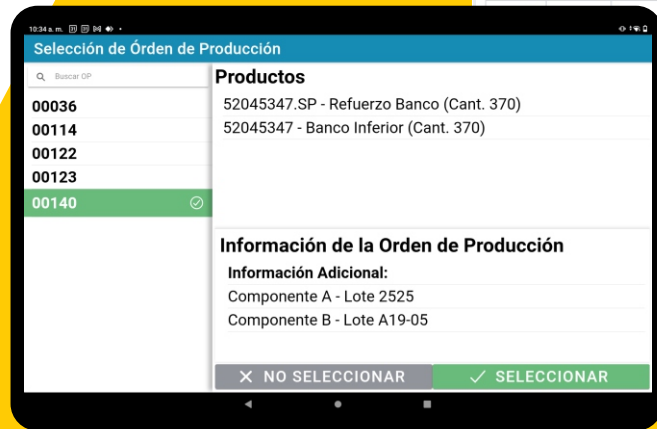 10:34 a. m.
Selección de Órden de Producción
Buscar OP
00036
00114
00122
00123
00140
Productos
52045347.SP - Refuerzo Banco (Cant. 370)
52045347 - Banco Inferior (Cant. 370)
Información de la Orden de Producción
Información Adicional:
Componente A - Lote 2525
Componente B - Lote A19-05
NO SELECCIONAR
SELECCIONAR